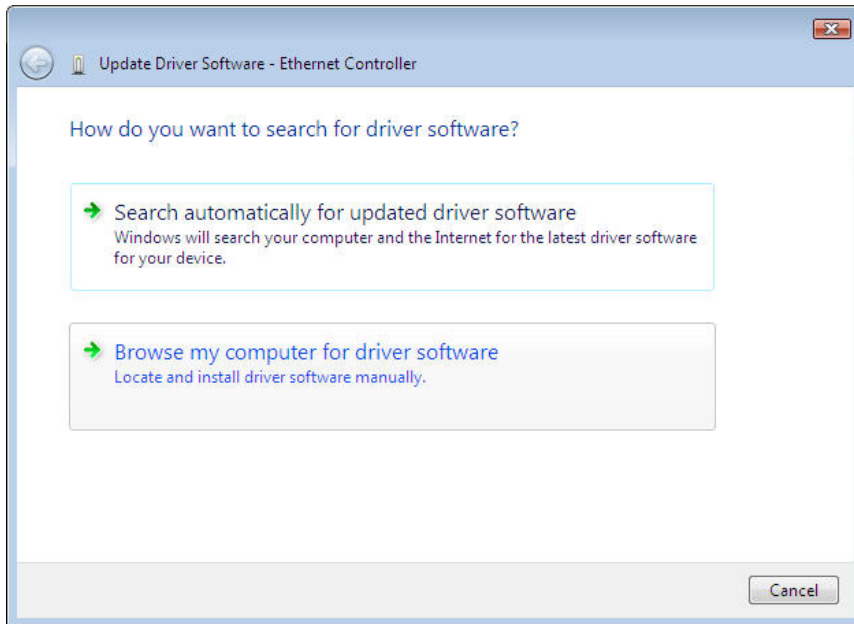 Update Driver Software - Ethernet Controller
How do you want to search for driver software?
Search automatically for updated driver software
Windows will search your computer and the Internet for the latest driver software
for your device.
Browse my computer for driver software
Locate and install driver software manually.
Cancel